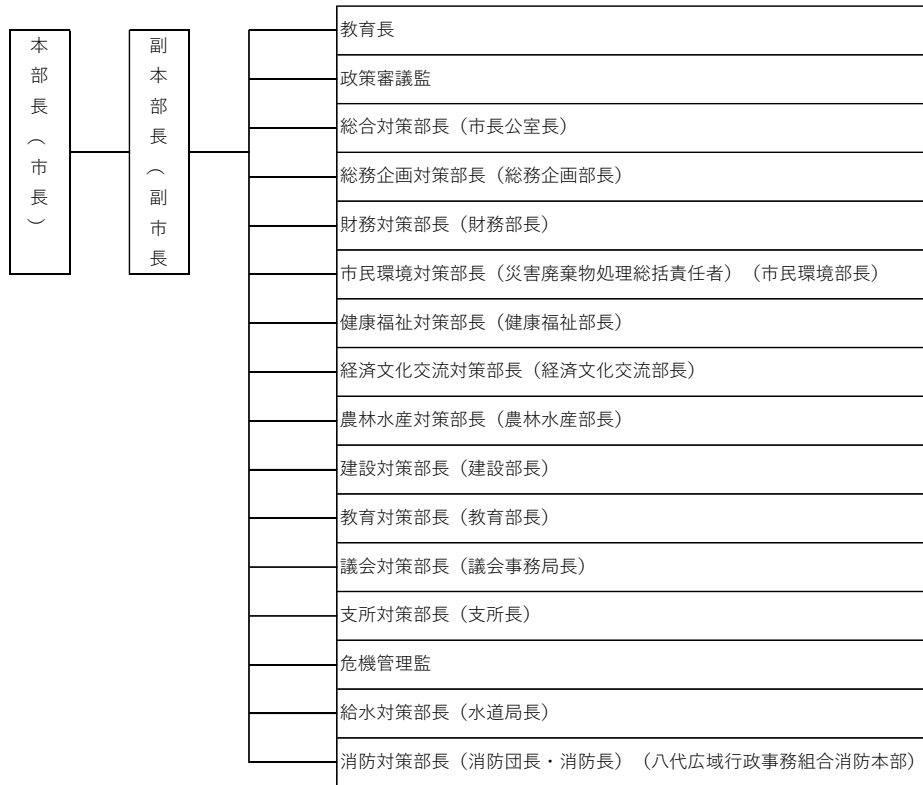 本部長（市長）
副本部長（副市長
教育長
政策審議監
総合対策部長（市長公室長）
総務企画対策部長（総務企画部長）
財務対策部長（財務部長）
市民環境対策部長（災害廃棄物処理総括責任者）（市民環境部長）
健康福祉対策部長（健康福祉部長）
経済文化交流対策部長（経済文化交流部長）
農林水産対策部長（農林水産部長）
建設対策部長（建設部長）
教育対策部長（教育部長）
議会対策部長（議会事務局長）
支所対策部長（支所長）
危機管理監
給水対策部長（水道局長）
消防対策部長（消防団長・消防長）（八代広域行政事務組合消防本部）